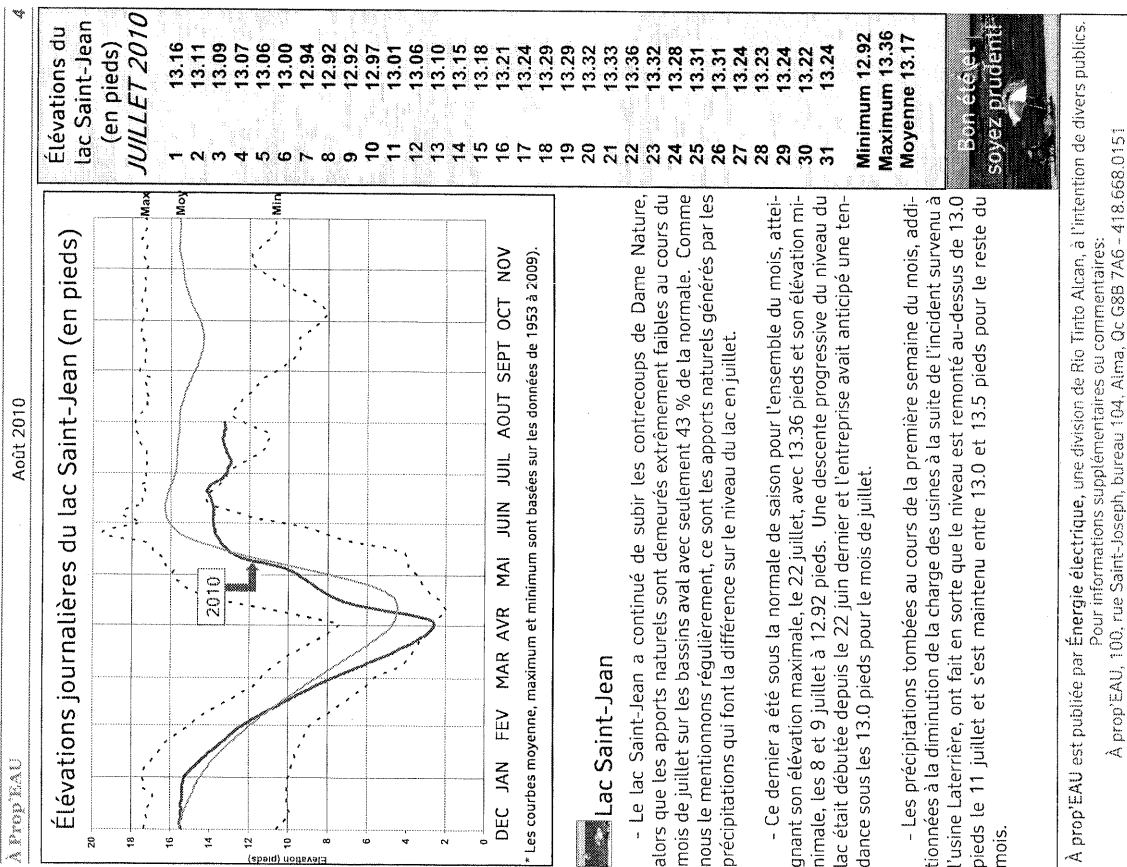 À Prop'EAU
Août 2010
4
Élévations journalières du lac Saint-Jean (en pieds)
Élévation (pieds)
20
18
16
14
12
10
8
6
4
2
0
2010
Max
Moy
Min
DEC JAN FEV MAR AVR MAI JUIN JUIL AOUT SEPT OCT NOV
* Les courbes moyenne, maximum et minimum sont basées sur les données de 1953 à 2009).
Élévations du
lac Saint-Jean
(en pieds)
JUILLET 2010
1 13.16
2 13.11
3 13.09
4 13.07
5 13.06
6 13.00
7 12.94
8 12.92
9 12.92
10 12.97
11 13.01
12 13.06
13 13.10
14 13.15
15 13.18
16 13.21
17 13.24
18 13.29
19 13.29
20 13.32
21 13.33
22 13.36
23 13.32
24 13.28
25 13.31
26 13.31
27 13.24
28 13.23
29 13.24
30 13.22
31 13.24
Minimum 12.92
Maximum 13.36
Moyenne 13.17
Bon été et
soyez prudent!
Lac Saint-Jean
- Le lac Saint-Jean a continué de subir les contrecoups de Dame Nature,
alors que les apports naturels sont demeurés extrêmement faibles au cours du
mois de juillet sur les bassins aval avec seulement 43 % de la normale. Comme
nous le mentionnons régulièrement, ce sont les apports naturels générés par les
précipitations qui font la différence sur le niveau du lac en juillet.
- Ce dernier a été sous la normale de saison pour l'ensemble du mois, attei-
gnant son élévation maximale, le 22 juillet, avec 13.36 pieds et son élévation mi-
nimale, les 8 et 9 juillet à 12.92 pieds. Une descente progressive du niveau du
lac était débutée depuis le 22 juin dernier et l'entreprise avait anticipé une ten-
dance sous les 13.0 pieds pour le mois de juillet.
- Les précipitations tombées au cours de la première semaine du mois, addi-
tionnées à la diminution de la charge des usines à la suite de l'incident survenu à
l'usine Laterrière, ont fait en sorte que le niveau est remonté au-dessus de 13.0
pieds le 11 juillet et s'est maintenu entre 13.0 et 13.5 pieds pour le reste du
mois.
À prop'EAU est publiée par Énergie électrique, une division de Rio Tinto Alcan, à l'intention de divers publics.
Pour informations supplémentaires ou commentaires:
À prop'EAU, 100, rue Saint-Joseph, bureau 104, Alma, Qc G8B 7A6 - 418.668.0151